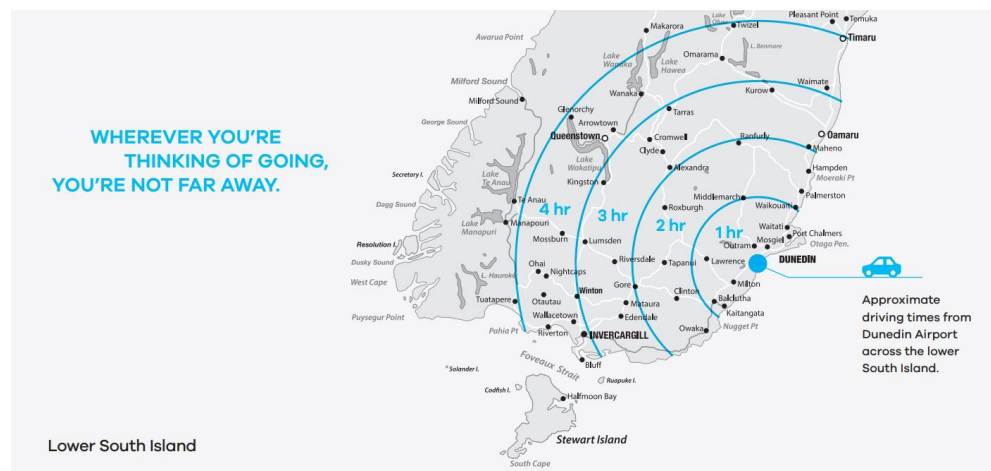 WHEREVER YOU'RE
THINKING OF GOING,
YOU'RE NOT FAR AWAY.
Pleasant Point
Temuka
Timaru
Twizel
Lake
Makarora
Awarua Point
Lake
Wanaka
Lake
Hawea
L. Benmore
Omarama
Milford Sound
Milford Sound
Wanaka
Kurow
Waimate
Glenorchy
Tarras
George Sound
Arrowtown
Queenstown
Cromwell
Ranfurly
Oamaru
Clyde
Maheno
Lake
Wakatipu
Alexandra
Hampden
Moeraki Pt
Secretary I.
Lake
Te Anau
Kingston
Palmerston
Te Anau
Middlemarch
Waikouaiti
Dagg Sound
4 hr
3 hr
Roxburgh
2 hr
1 hr
Lake
Manapuri
Manapouri
Waitati
Port Chalmers
Mossburn
Lumsden
Outram
Mosgiel
Otago Pen.
Resolution I.
Dusky Sound
Ohai
Riversdale
Tapanui
Lawrence
DUNEDIN
L. Hauroko
Nightcaps
West Cape
Gore
Clinton
Milton
Winton
Tuatapere
Otautau
Mataura
Balclutha
Kaitangata
Puysegur Point
Wallacetown
Edendale
Nugget Pt
Pahia Pt
Riverton
INVERCARGILL
Owaka
Approximate
driving times from
Dunedin Airport
across the lower
South Island.
Foveaux Strait
Bluff
Solander I.
Ruapuke I.
Codfish I.
Halfmoon Bay
Stewart Island
South Cape
Lower South Island